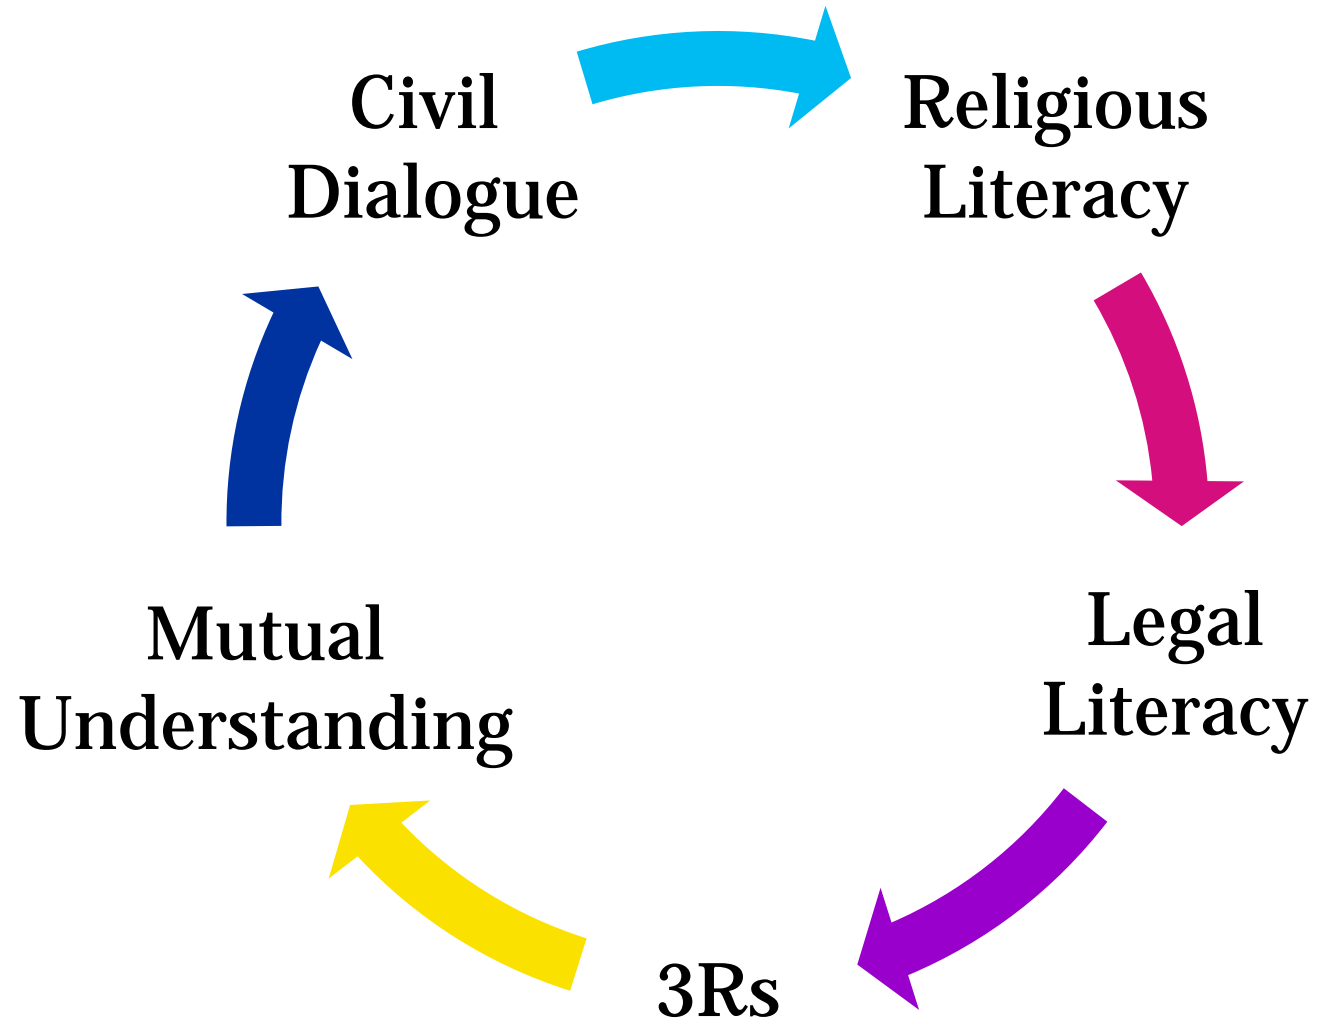 Civil
Dialogue
Religious
Literacy
Legal
Literacy
3Rs
Mutual
Understanding